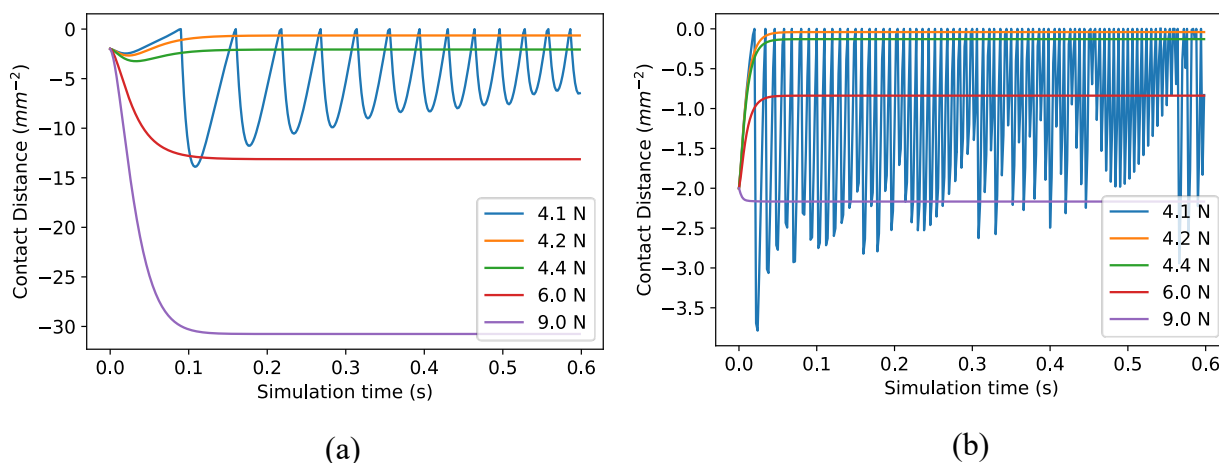 0
−5
−10
−15
−20
−25
−30
Contact Distance (mm⁻²)
0.0 0.1 0.2 0.3 0.4 0.5 0.6
Simulation time (s)
4.1 N
4.2 N
4.4 N
6.0 N
9.0 N
(a)
0.0
−0.5
−1.0
−1.5
−2.0
−2.5
−3.0
−3.5
Contact Distance (mm⁻²)
0.0 0.1 0.2 0.3 0.4 0.5 0.6
Simulation time (s)
4.1 N
4.2 N
4.4 N
6.0 N
9.0 N
(b)